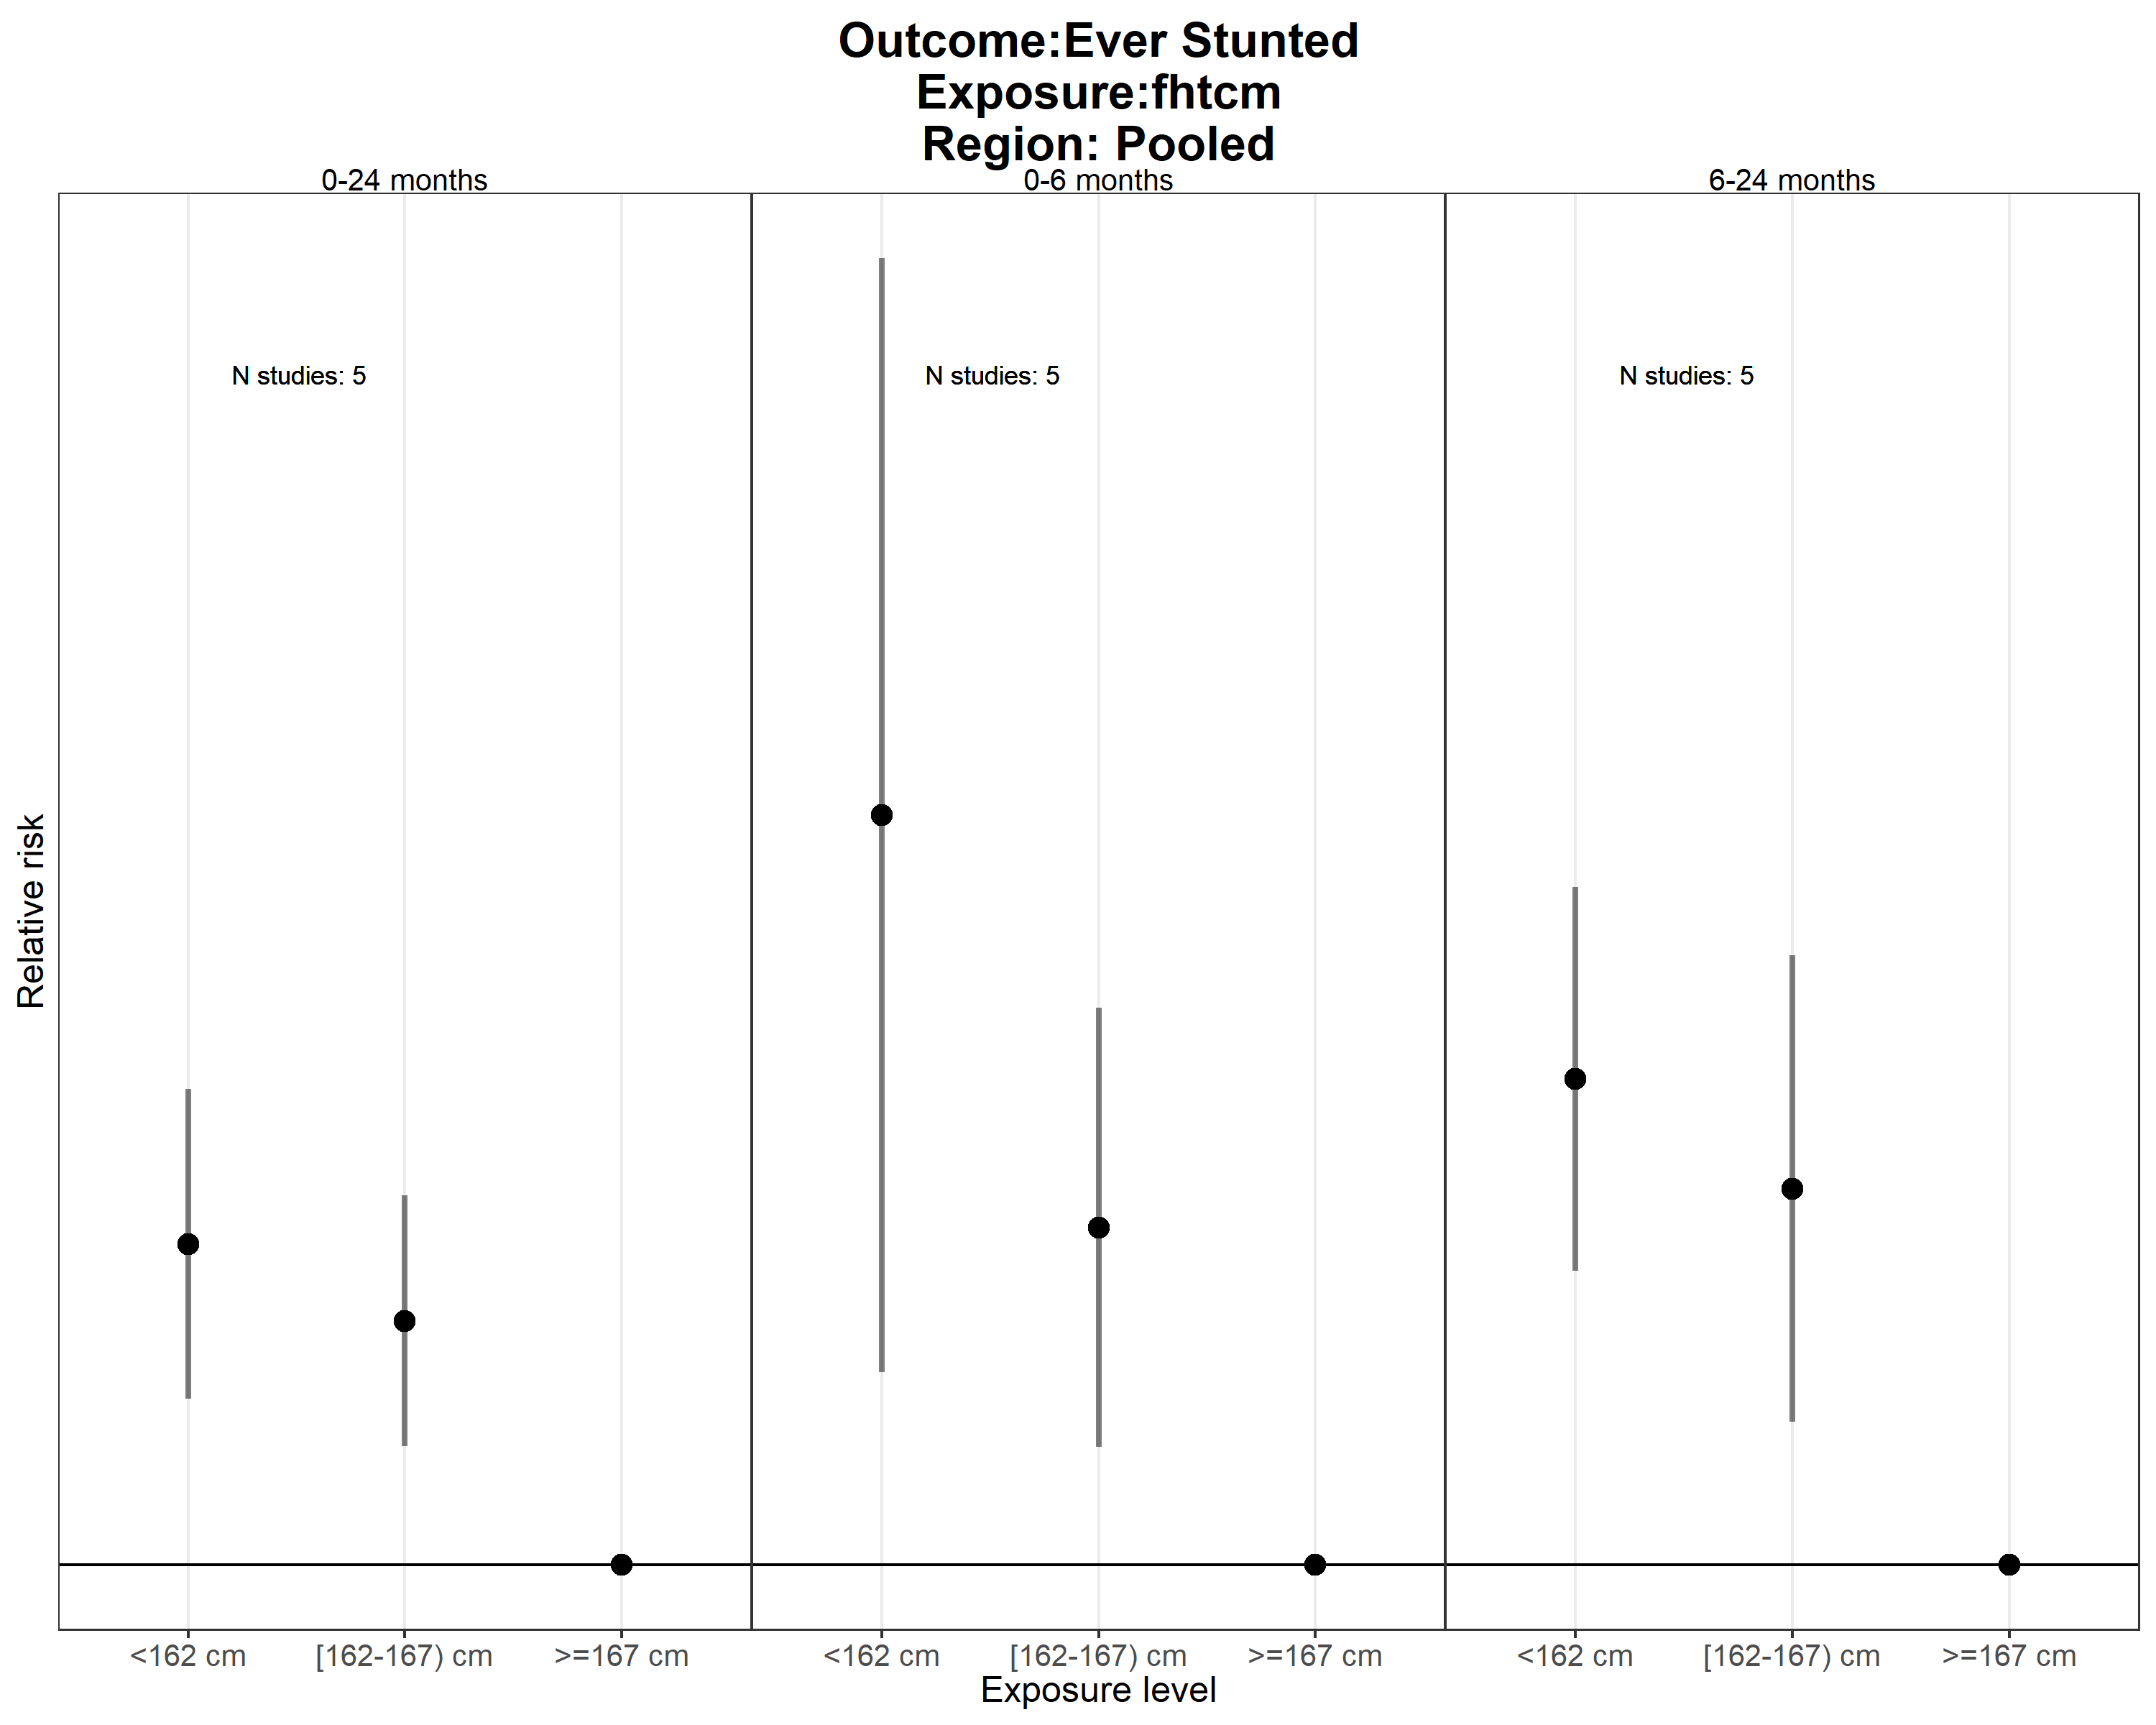 Outcome:Ever Stunted
Exposure:fhtcm
Region: Pooled
0-24 months
0-6 months
6-24 months
N studies: 5
N studies: 5
N studies: 5
Relative risk
<162 cm
[162-167) cm
>=167 cm
<162 cm
[162-167) cm
>=167 cm
<162 cm
[162-167) cm
>=167 cm
Exposure level